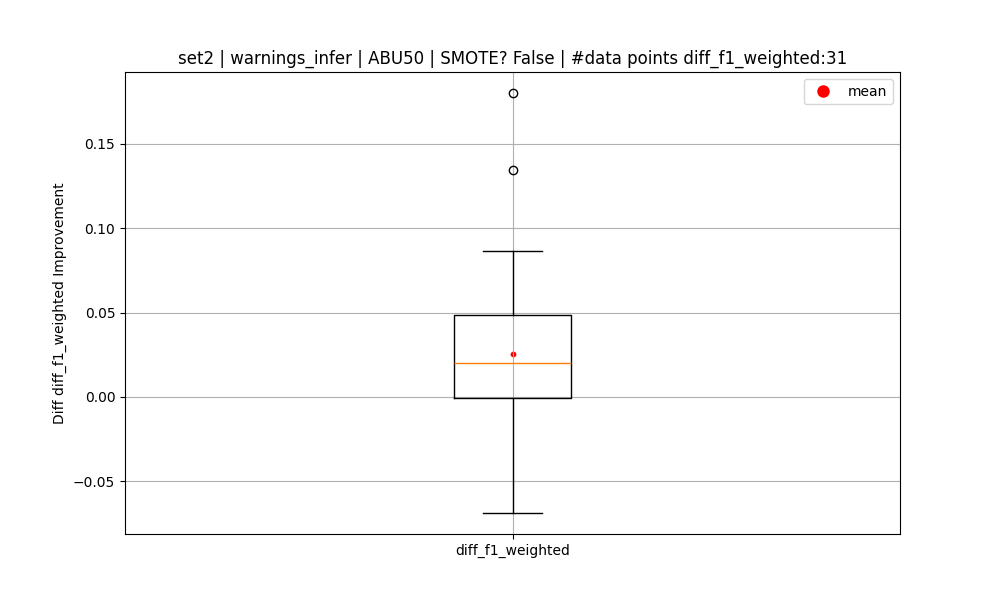 set2 | warnings_infer | ABU50 | SMOTE? False | #data points diff_f1_weighted:31
mean
0.15
0.10
0.05
0.00
−0.05
Diff diff_f1_weighted Improvement
diff_f1_weighted